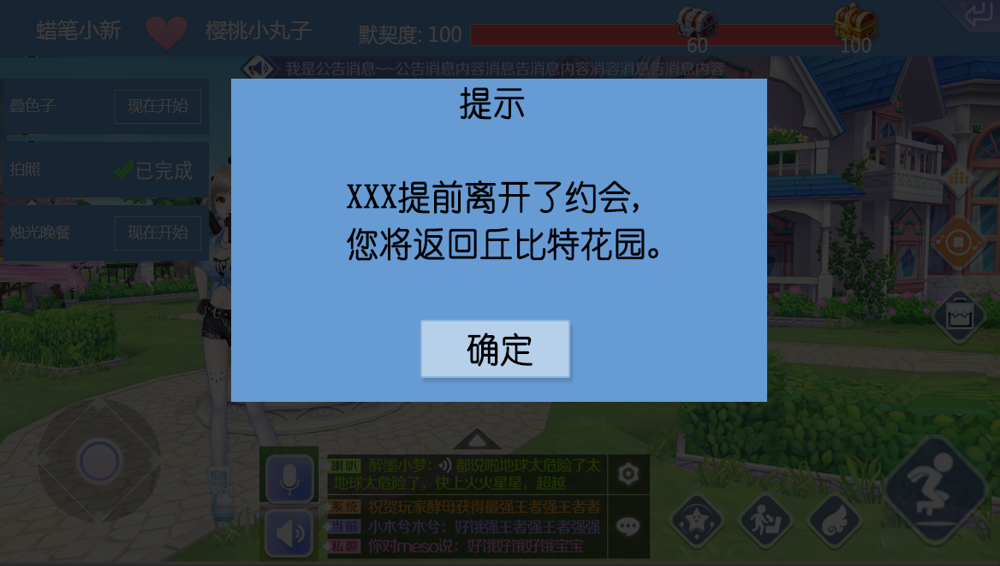 蜡笔小新
樱桃小丸子
默契度: 100
60
100
我是公告消息~~公告消息内容消息告消息内容消容消息告消息内容
叠色子
现在开始
拍照
已完成
烛光晚餐
现在开始
提示
XXX提前离开了约会,
您将返回丘比特花园。
确定
喇叭 醉墨小梦: 都说啦地球太危险了太
地球太危险了，快上火火星星，超越
系统 祝贺玩家酵母获得最强王者强王者者
当前 小木兮木兮：好饿强王者强王者强强
私聊 你对meso说：好饿好饿好饿宝宝